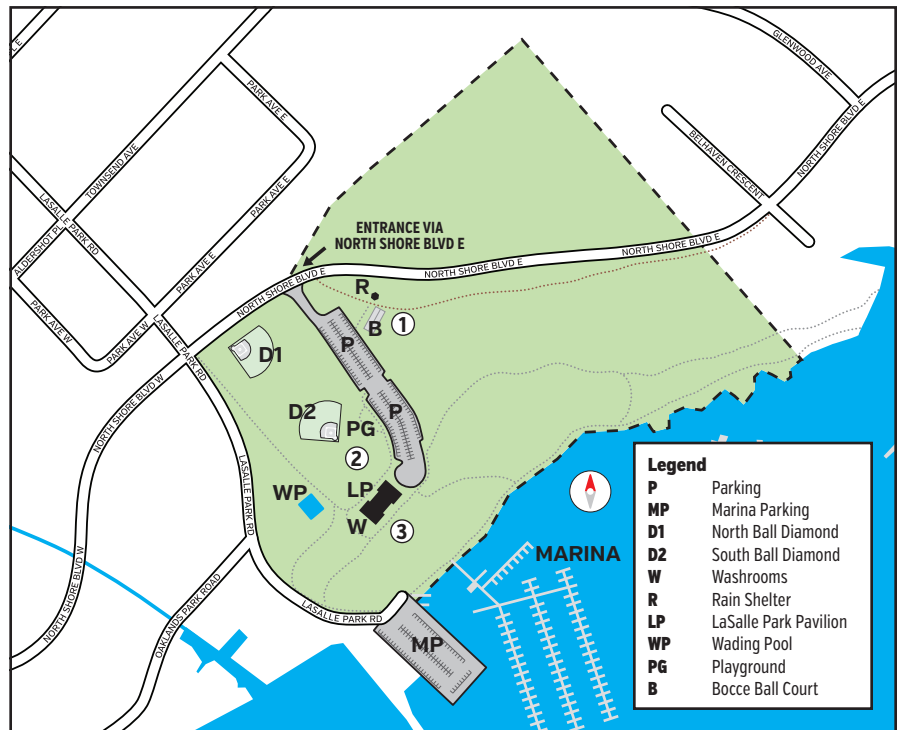 GLENWOOD AVE
PARK AVE E
TOWNSEND AVE
NORTH SHORE BLVD E
BELHAVEN CRESCENT
LASALLE PARK RD
ALDERSHOT PL
PARK AVE E
ENTRANCE VIA
NORTH SHORE BLVD E
NORTH SHORE BLVD E
NORTH SHORE BLVD E
PARK AVE E
NORTH SHORE BLVD E
R
PARK AVE W
PARK AVE W
LASALLE PARK RD
B
1
P
D1
NORTH SHORE BLVD W
D2
P
PG
2
WP
LP
W
3
LASALLE PARK RD
MARINA
NORTH SHORE BLVD W
OAKLANDS PARK ROAD
LASALLE PARK RD
MP
Legend
P Parking
MP Marina Parking
D1 North Ball Diamond
D2 South Ball Diamond
W Washrooms
R Rain Shelter
LP LaSalle Park Pavilion
WP Wading Pool
PG Playground
B Bocce Ball Court